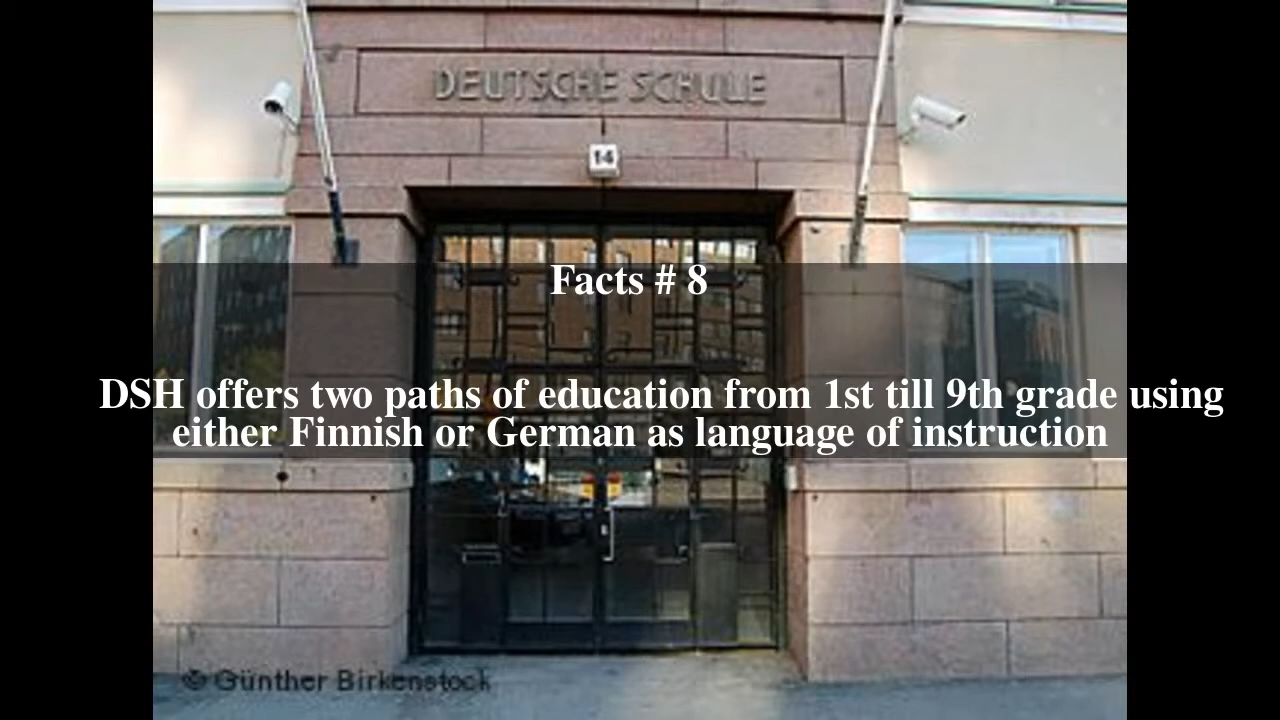 DEUTSCHE SCHULE
14
Facts # 8
DSH offers two paths of education from 1st till 9th grade using
either Finnish or German as language of instruction
© Günther Birkenstock